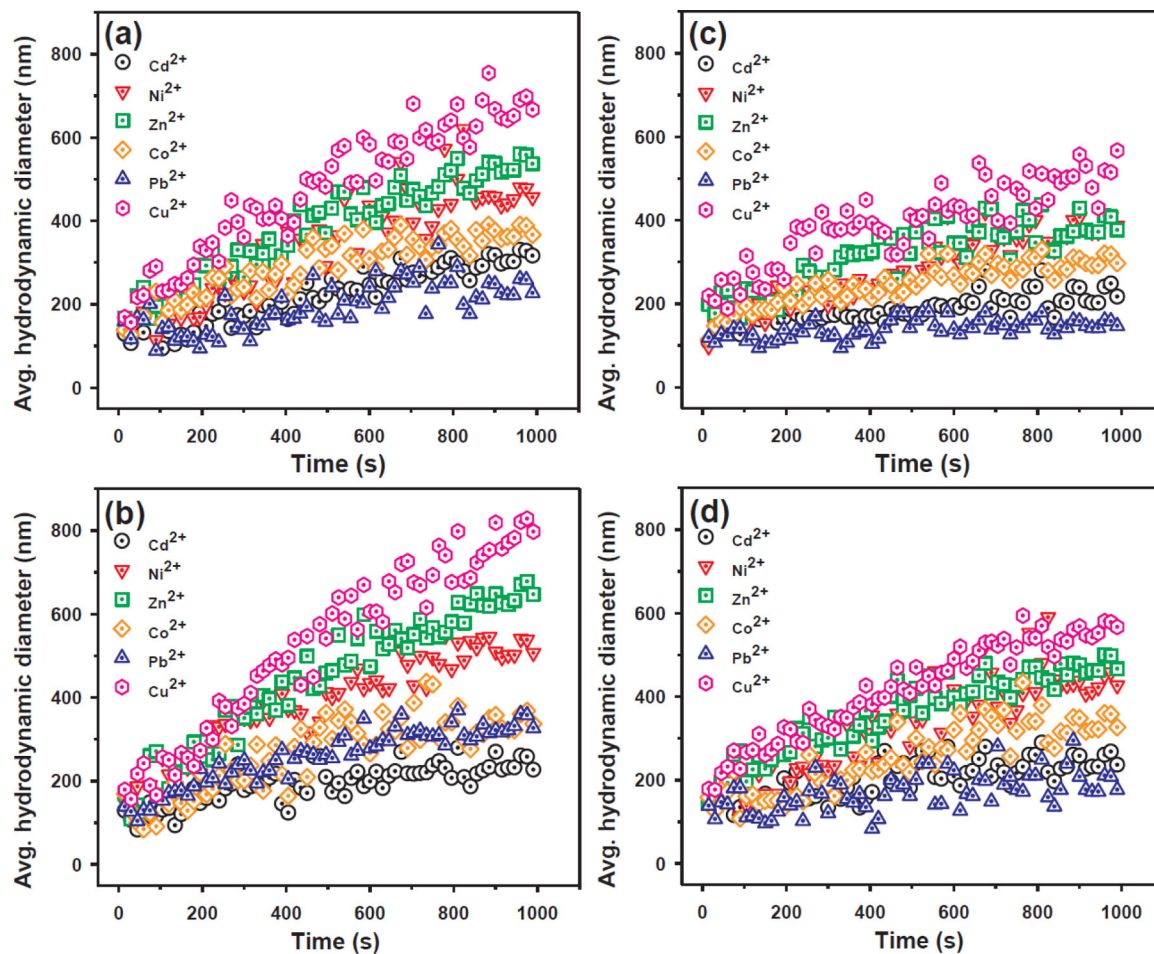 (a)
Avg. hydrodynamic diameter (nm)
800
600
400
200
0
Cd2+
Ni2+
Zn2+
Co2+
Pb2+
Cu2+
0 200 400 600 800 1000
Time (s)
(c)
Avg. hydrodynamic diameter (nm)
800
600
400
200
0
Cd2+
Ni2+
Zn2+
Co2+
Pb2+
Cu2+
0 200 400 600 800 1000
Time (s)
(b)
Avg. hydrodynamic diameter (nm)
800
600
400
200
0
Cd2+
Ni2+
Zn2+
Co2+
Pb2+
Cu2+
0 200 400 600 800 1000
Time (s)
(d)
Avg. hydrodynamic diameter (nm)
800
600
400
200
0
Cd2+
Ni2+
Zn2+
Co2+
Pb2+
Cu2+
0 200 400 600 800 1000
Time (s)